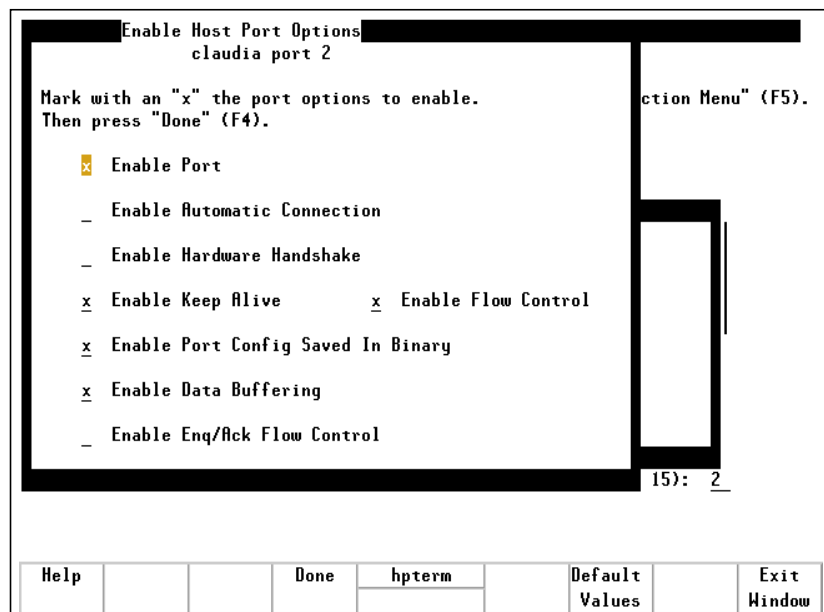 Enable Host Port Options
claudia port 2
Mark with an "x" the port options to enable.
ction Menu" (F5).
Then press "Done" (F4).
x Enable Port
_ Enable Automatic Connection
_ Enable Hardware Handshake
x Enable Keep Alive x Enable Flow Control
x Enable Port Config Saved In Binary
x Enable Data Buffering
_ Enable Enq/Ack Flow Control
15): 2
Help Done hpterm Default Values Exit Window